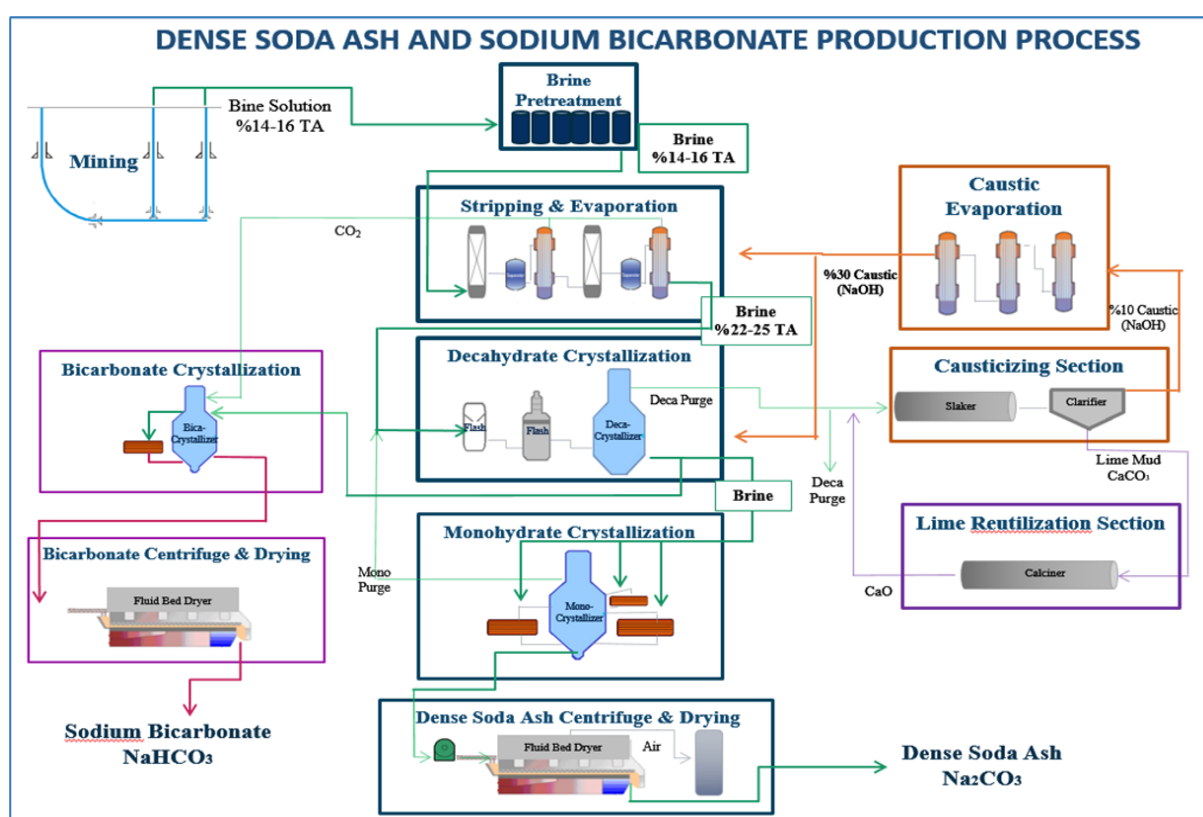 DENSE SODA ASH AND SODIUM BICARBONATE PRODUCTION PROCESS
Bine Solution
%14-16 TA
Mining
Brine
Pretreatment
Brine
%14-16 TA
Stripping & Evaporation
CO₂
Separator
Separator
Caustic
Evaporation
%30 Caustic
(NaOH)
%10 Caustic
(NaOH)
Brine
%22-25 TA
Bicarbonate Crystallization
Bica-
Crystallizer
Decahydrate Crystallization
Flash
Flash
Deca-
Crystallizer
Deca Purge
Causticizing Section
Slaker
Clarifier
Lime Mud
CaCO₃
Deca
Purge
Brine
Lime Reutilization Section
Calciner
CaO
Monohydrate Crystallization
Mono
Purge
Mono-
Crystallizer
Bicarbonate Centrifuge & Drying
Fluid Bed Dryer
Sodium Bicarbonate
NaHCO₃
Dense Soda Ash Centrifuge & Drying
Fluid Bed Dryer
Air
Dense Soda Ash
Na₂CO₃